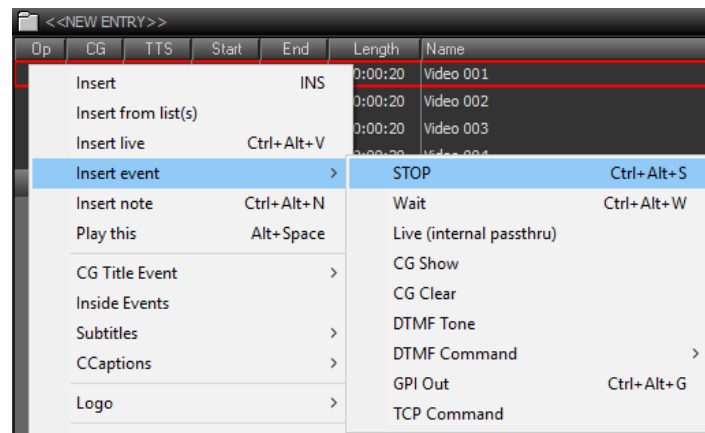 <<NEW ENTRY>>
Op CG TTS Start End Length Name
Insert INS
0:00:20 Video 001
Insert from list(s)
0:00:20 Video 002
Insert live Ctrl+Alt+V
0:00:20 Video 003
Insert event >
STOP Ctrl+Alt+S
Insert note Ctrl+Alt+N
Wait Ctrl+Alt+W
Play this Alt+Space
Live (internal passthru)
CG Title Event >
CG Show
Inside Events
CG Clear
Subtitles >
DTMF Tone
CCaptions >
DTMF Command >
Logo >
GPI Out Ctrl+Alt+G
TCP Command